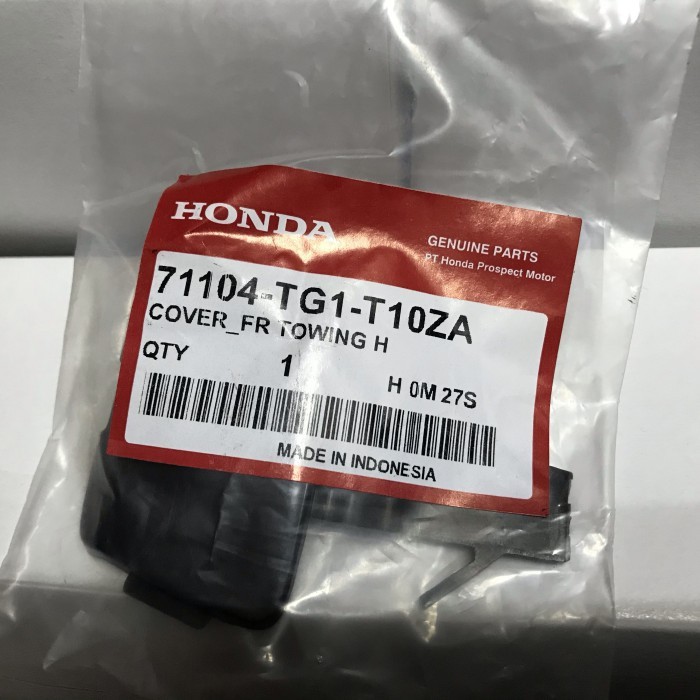 HONDA
GENUINE PARTS
PT Honda Prospect Motor
71104-TG1-T10ZA
COVER_FR TOWING H
QTY 1 H 0M 27S
MADE IN INDONESIA